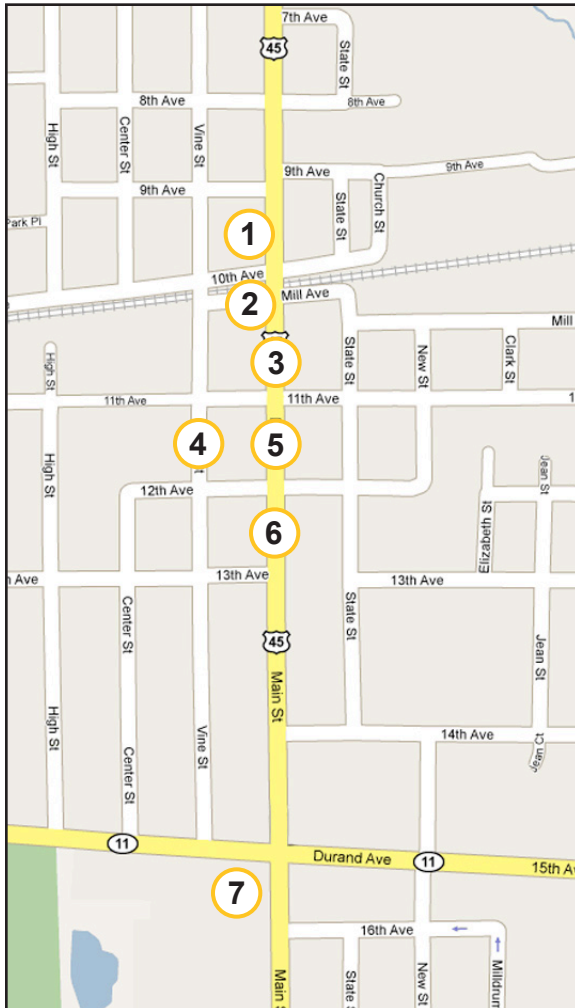 7th Ave
45
State St
8th Ave
8th Ave
High St
Center St
Vine St
9th Ave
9th Ave
9th Ave
State St
Church St
Park Pl
1
10th Ave
2
Mill Ave
Mill
3
High St
State St
New St
Clark St
11th Ave
11th Ave
1
4
5
High St
12th Ave
Elizabeth St
Jean St
6
Ave
13th Ave
13th Ave
Center St
State St
45
Jean St
Main St
High St
Vine St
Center St
14th Ave
Jean Ct
11
Durand Ave
11
15th A
7
16th Ave
Main S
State St
New St
Milldrum